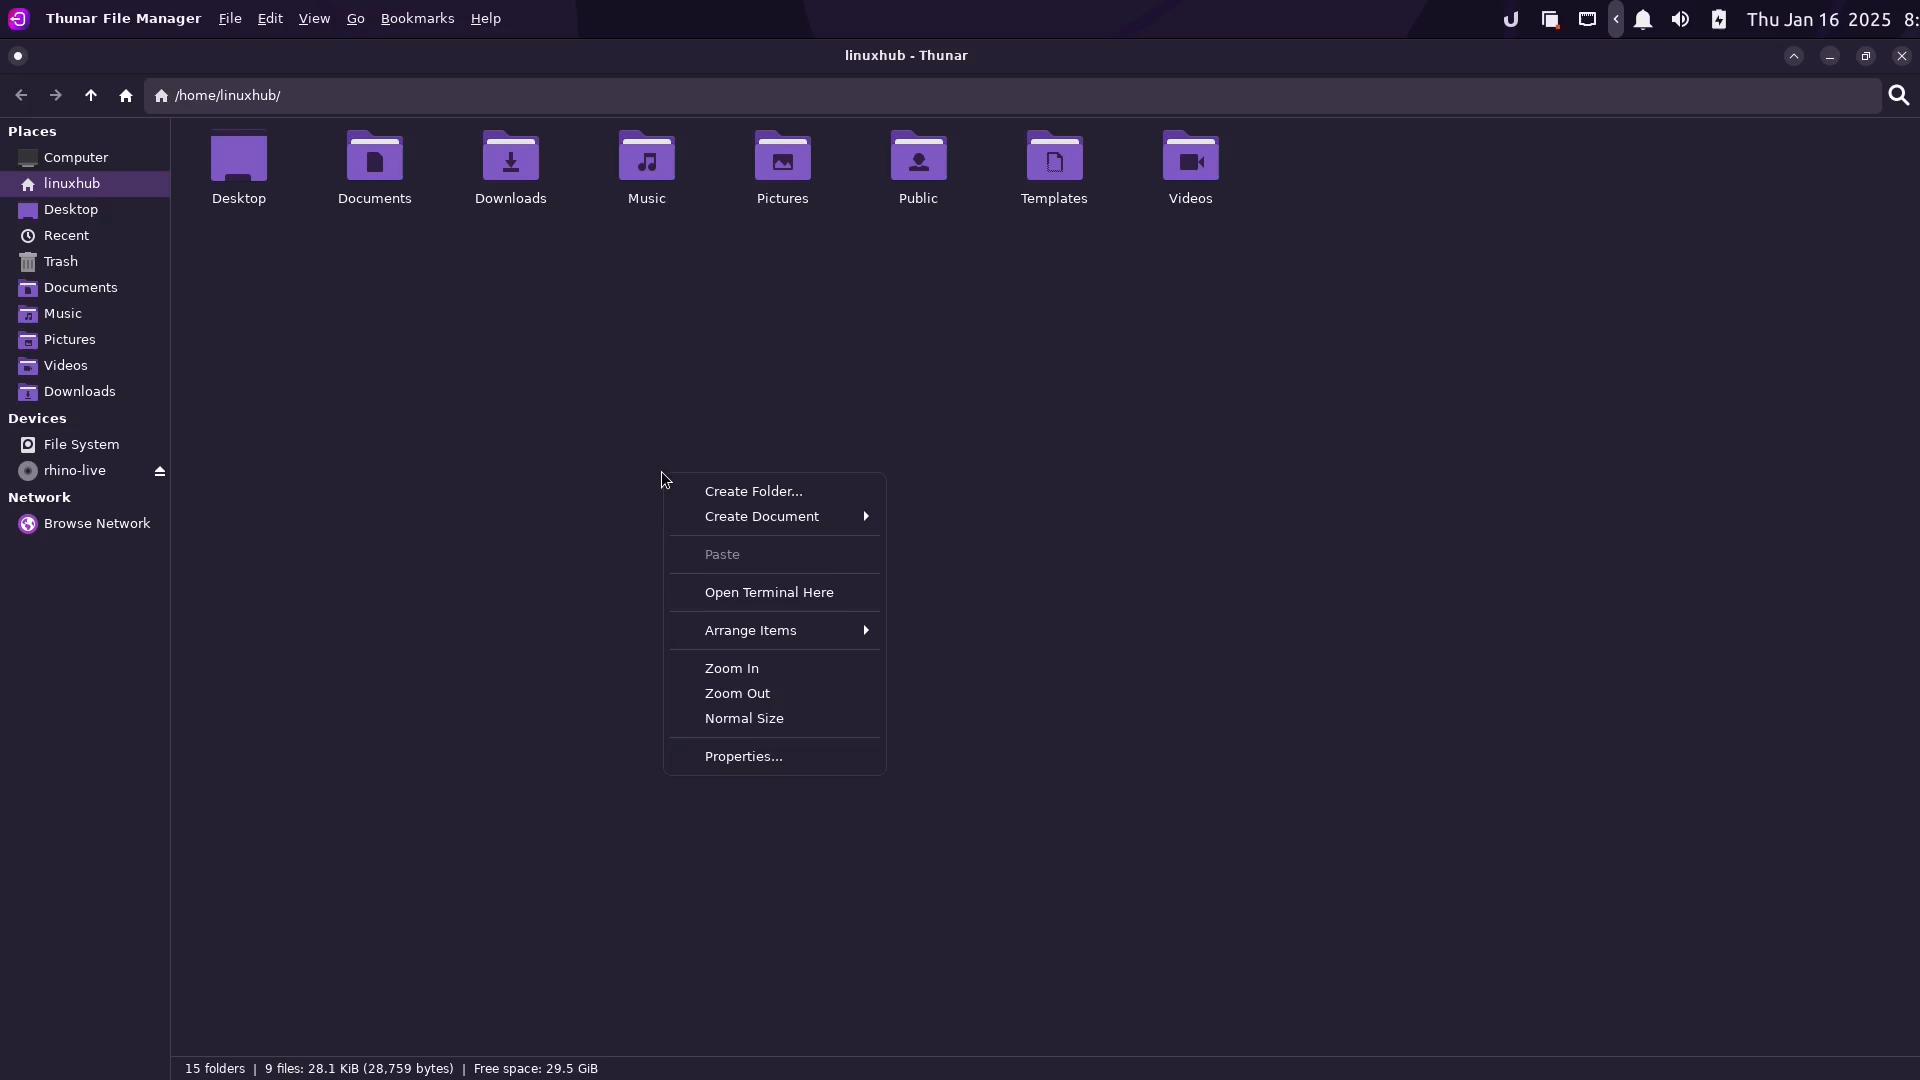 Thunar File Manager File Edit View Go Bookmarks Help Thu Jan 16 2025 8:
linuxhub - Thunar
/home/linuxhub/
Places
Computer
linuxhub
Desktop
Recent
Trash
Documents
Music
Pictures
Videos
Downloads
Devices
File System
rhino-live
Network
Browse Network
Desktop Documents Downloads Music Pictures Public Templates Videos
Create Folder...
Create Document
Paste
Open Terminal Here
Arrange Items
Zoom In
Zoom Out
Normal Size
Properties...
15 folders | 9 files: 28.1 KiB (28,759 bytes) | Free space: 29.5 GiB